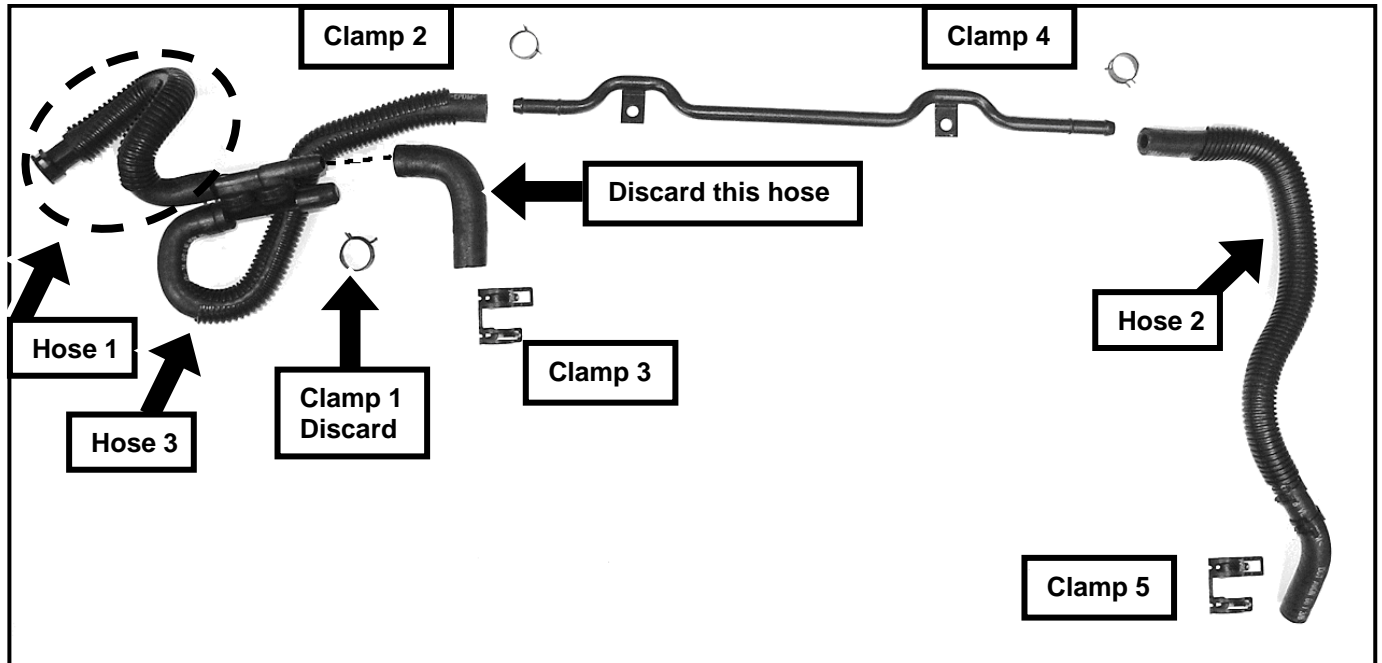 Clamp 2
Clamp 4
Discard this hose
Hose 1
Hose 2
Clamp 3
Clamp 1
Discard
Hose 3
Clamp 5